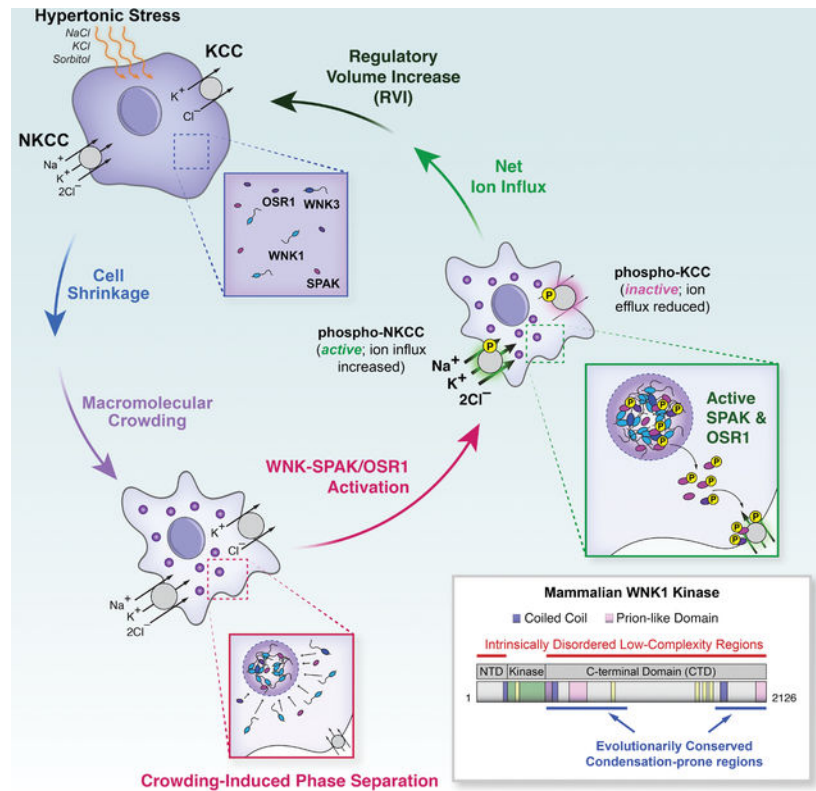 Hypertonic Stress
NaCl
KCl
Sorbitol
KCC
K+
Cl−
NKCC
Na+
K+
2Cl−
OSR1
WNK3
WNK1
SPAK
Regulatory
Volume Increase
(RVI)
Net
Ion Influx
Cell
Shrinkage
phospho-KCC
(inactive; ion
efflux reduced)
P
phospho-NKCC
(active; ion influx
increased)
P
Na+
K+
2Cl−
Macromolecular
Crowding
WNK-SPAK/OSR1
Activation
Active
SPAK &
OSR1
P
P
P
P
P
P
P
P
P
P
P
K+
Cl−
Na+
K+
2Cl−
Crowding-Induced Phase Separation
Mammalian WNK1 Kinase
Coiled Coil
Prion-like Domain
Intrinsically Disordered Low-Complexity Regions
NTD
Kinase
C-terminal Domain (CTD)
1
2126
Evolutionarily Conserved
Condensation-prone regions